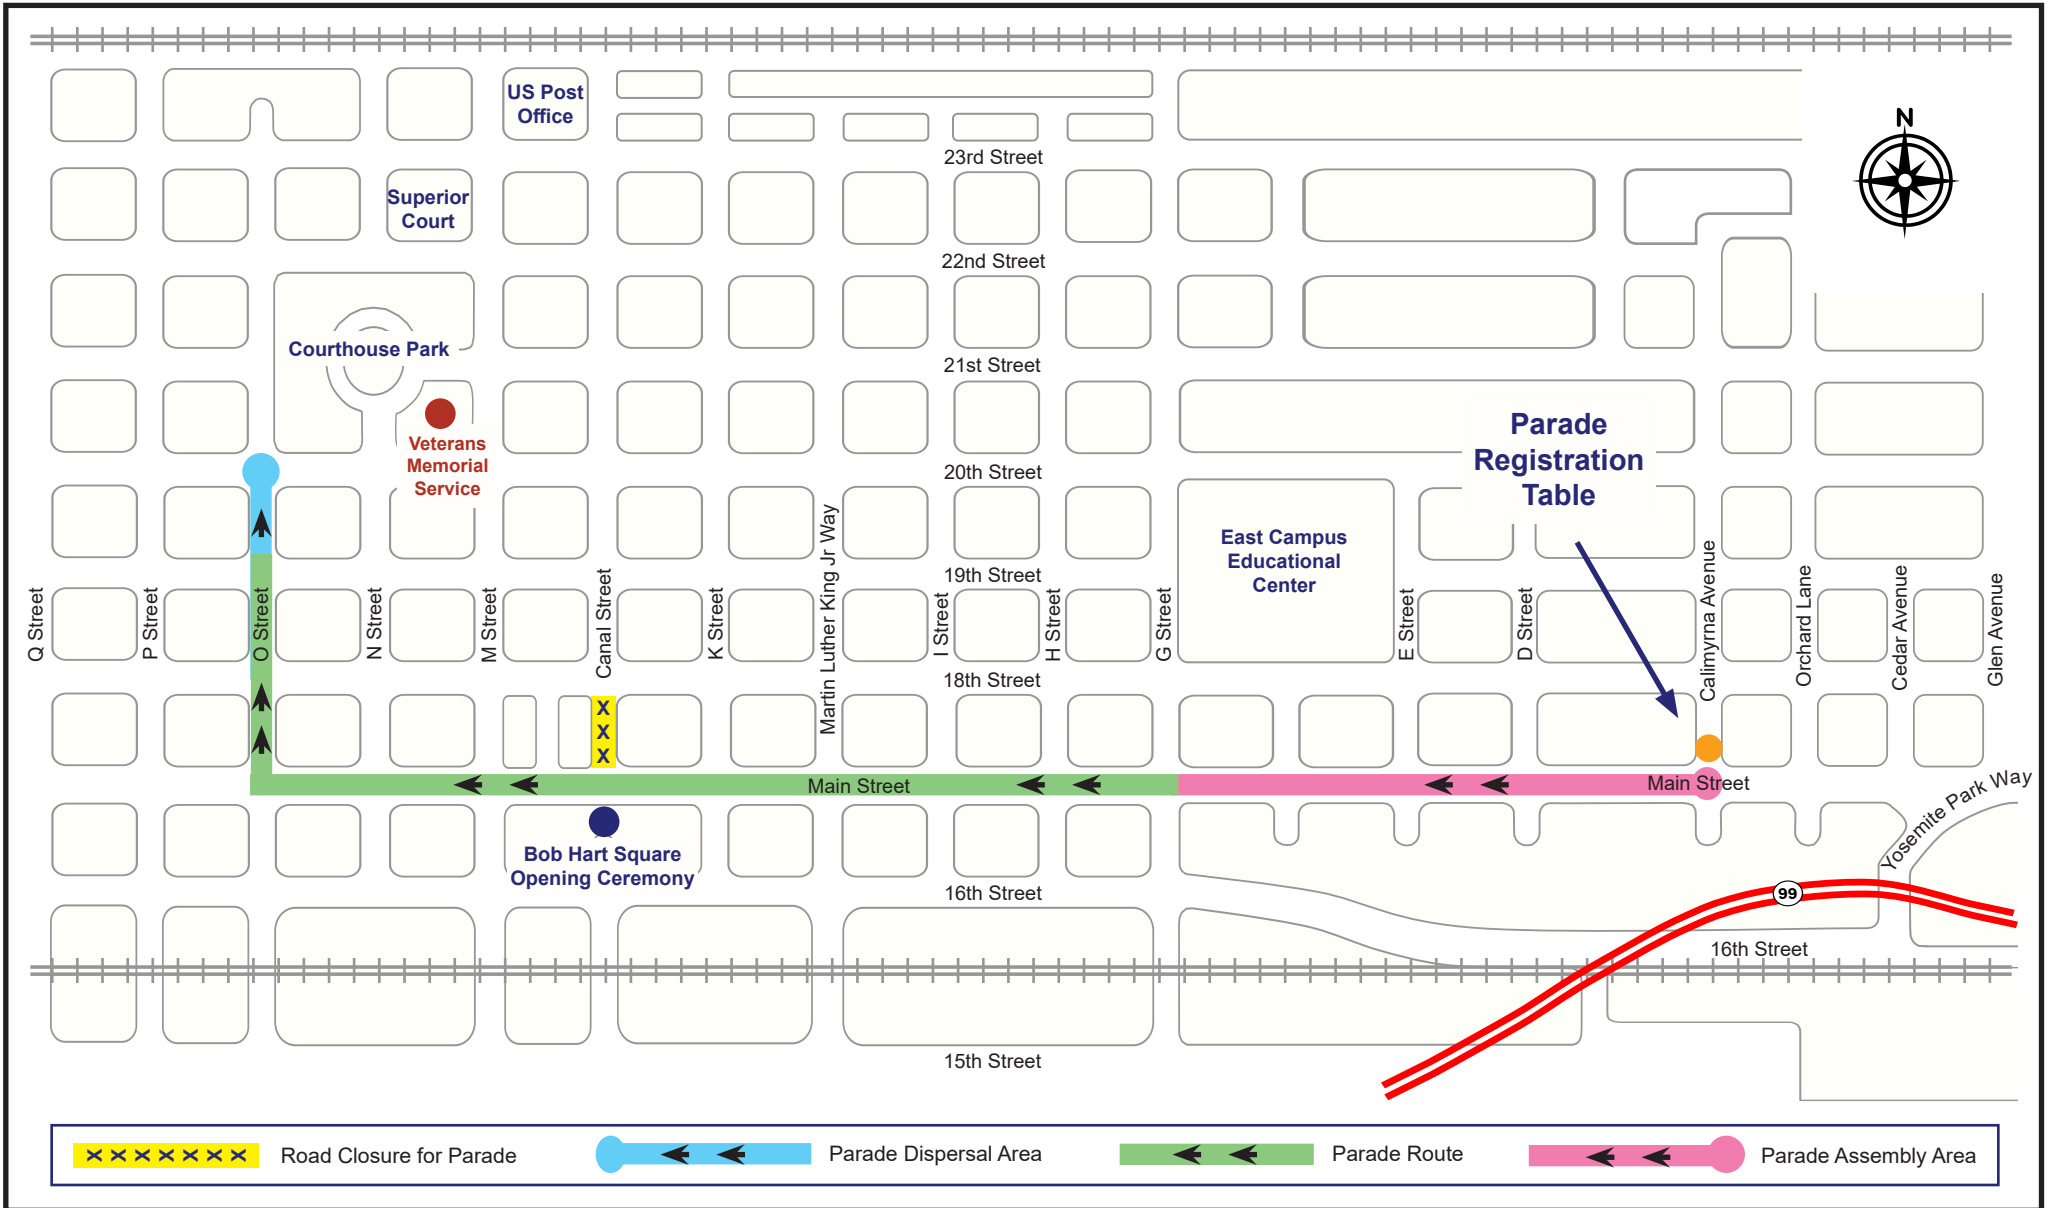 N
US Post
Office
23rd Street
Superior
Court
22nd Street
Courthouse Park
21st Street
Veterans
Memorial
Service
20th Street
Parade
Registration
Table
East Campus
Educational
Center
19th Street
Q Street
P Street
O Street
N Street
M Street
Canal Street
K Street
Martin Luther King Jr Way
I Street
H Street
G Street
E Street
D Street
Calimyrna Avenue
Orchard Lane
Cedar Avenue
Glen Avenue
18th Street
X
X
X
Main Street
Main Street
Yosemite Park Way
Bob Hart Square
Opening Ceremony
16th Street
99
16th Street
15th Street
X X X X X X X
Road Closure for Parade
Parade Dispersal Area
Parade Route
Parade Assembly Area